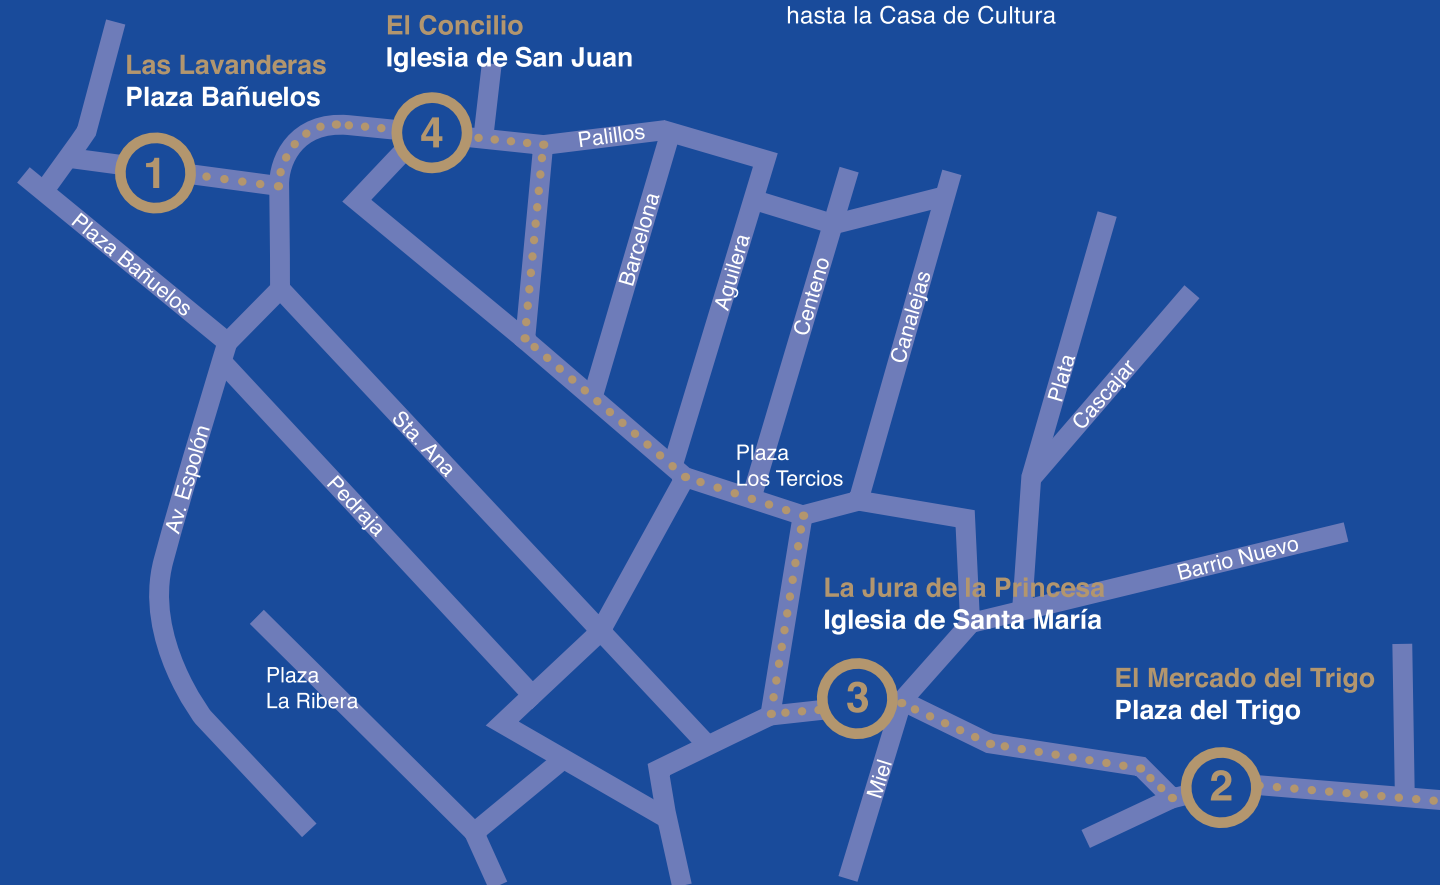 hasta la Casa de Cultura
El Concilio
Iglesia de San Juan
Las Lavanderas
Plaza Bañuelos
4
1
Palillos
Plaza Bañuelos
Barcelona
Aguilera
Centeno
Canalejas
Plata
Cascajar
Sta. Ana
Av. Espolón
Pedraja
Plaza
Los Tercios
Barrio Nuevo
La Jura de la Princesa
Iglesia de Santa María
3
Plaza
La Ribera
El Mercado del Trigo
Plaza del Trigo
Miel
2